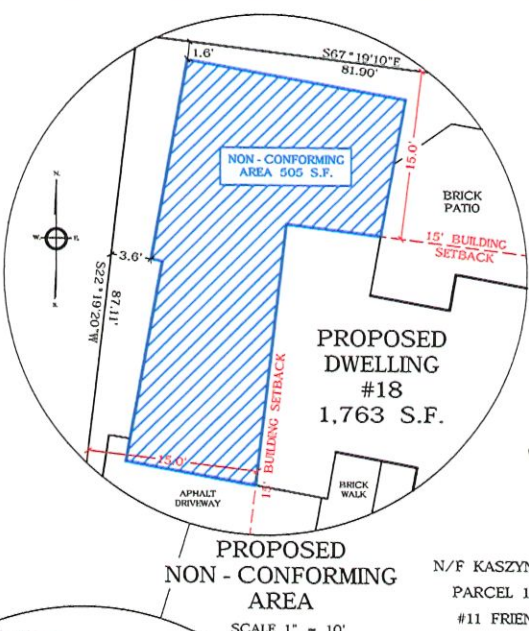 1.6'
S67°19'10"E
81.90'
NON - CONFORMING
AREA 505 S.F.
15.0'
BRICK
PATIO
N.
W.
E.
S.
3.6'
15' BUILDING
SETBACK
S22°19'20"W
87.11'
PROPOSED
DWELLING
#18
1,763 S.F.
15' BUILDING SETBACK
15.0'
APHALT
DRIVEWAY
BRICK
WALK
PROPOSED
NON - CONFORMING
AREA
SCALE 1" = 10'
N/F KASZYN
PARCEL 1
#11 FRIEN